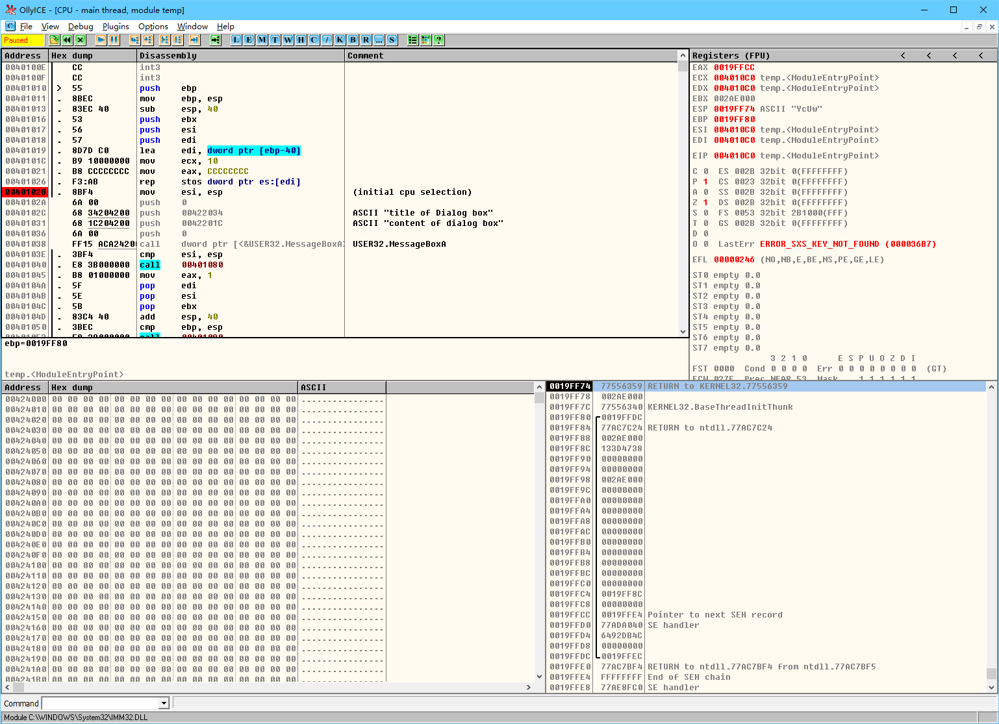 OllyICE - [CPU - main thread, module temp]
C File View Debug Plugins Options Window Help
Paused L E M T W H C / K B R ... S ?
Address Hex dump Disassembly Comment
0040100E CC int3
0040100F CC int3
00401010 > 55 push ebp
00401011 . 8BEC mov ebp, esp
00401013 . 83EC 40 sub esp, 40
00401016 . 53 push ebx
00401017 . 56 push esi
00401018 . 57 push edi
00401019 . 8D7D C0 lea edi, dword ptr [ebp-40]
0040101C . B9 10000000 mov ecx, 10
00401021 . B8 CCCCCCCC mov eax, CCCCCCCC
00401026 . F3:AB rep stos dword ptr es:[edi]
00401028 . 8BF4 mov esi, esp (initial cpu selection)
0040102A 6A 00 push 0
0040102C 68 34204200 push 00422034 ASCII "title of Dialog box"
00401031 68 1C204200 push 0042201C ASCII "content of dialog box"
00401036 6A 00 push 0
00401038 FF15 ACA24200 call dword ptr [<&USER32.MessageBoxA] USER32.MessageBoxA
0040103E . 3BF4 cmp esi, esp
00401040 . E8 3B000000 call 00401080
00401045 . B8 01000000 mov eax, 1
0040104A . 5F pop edi
0040104B . 5E pop esi
0040104C . 5B pop ebx
0040104D . 83C4 40 add esp, 40
00401050 . 3BEC cmp ebp, esp
ebp=0019FF80
temp.<ModuleEntryPoint>
Registers (FPU) < < < <
EAX 0019FFCC
ECX 004010C0 temp.<ModuleEntryPoint>
EDX 004010C0 temp.<ModuleEntryPoint>
EBX 002AE000
ESP 0019FF74 ASCII "YcUw"
EBP 0019FF80
ESI 004010C0 temp.<ModuleEntryPoint>
EDI 004010C0 temp.<ModuleEntryPoint>
EIP 004010C0 temp.<ModuleEntryPoint>
C 0 ES 002B 32bit 0(FFFFFFFF)
P 1 CS 0023 32bit 0(FFFFFFFF)
A 0 SS 002B 32bit 0(FFFFFFFF)
Z 1 DS 002B 32bit 0(FFFFFFFF)
S 0 FS 0053 32bit 2B1000(FFF)
T 0 GS 002B 32bit 0(FFFFFFFF)
D 0
O 0 LastErr ERROR_SXS_KEY_NOT_FOUND (000036B7)
EFL 00000246 (NO,NB,E,BE,NS,PE,GE,LE)
ST0 empty 0.0
ST1 empty 0.0
ST2 empty 0.0
ST3 empty 0.0
ST4 empty 0.0
ST5 empty 0.0
ST6 empty 0.0
ST7 empty 0.0
3 2 1 0 E S P U O Z D I
FST 0000 Cond 0 0 0 0 Err 0 0 0 0 0 0 0 0 (GT)
FCW 027F Prec NEAR,53 Mask 1 1 1 1 1 1
Address Hex dump ASCII
00424000 00 00 00 00 00 00 00 00 00 00 00 00 00 00 00 00 ................
00424010 00 00 00 00 00 00 00 00 00 00 00 00 00 00 00 00 ................
00424020 00 00 00 00 00 00 00 00 00 00 00 00 00 00 00 00 ................
00424030 00 00 00 00 00 00 00 00 00 00 00 00 00 00 00 00 ................
00424040 00 00 00 00 00 00 00 00 00 00 00 00 00 00 00 00 ................
00424050 00 00 00 00 00 00 00 00 00 00 00 00 00 00 00 00 ................
00424060 00 00 00 00 00 00 00 00 00 00 00 00 00 00 00 00 ................
00424070 00 00 00 00 00 00 00 00 00 00 00 00 00 00 00 00 ................
00424080 00 00 00 00 00 00 00 00 00 00 00 00 00 00 00 00 ................
00424090 00 00 00 00 00 00 00 00 00 00 00 00 00 00 00 00 ................
004240A0 00 00 00 00 00 00 00 00 00 00 00 00 00 00 00 00 ................
004240B0 00 00 00 00 00 00 00 00 00 00 00 00 00 00 00 00 ................
004240C0 00 00 00 00 00 00 00 00 00 00 00 00 00 00 00 00 ................
004240D0 00 00 00 00 00 00 00 00 00 00 00 00 00 00 00 00 ................
004240E0 00 00 00 00 00 00 00 00 00 00 00 00 00 00 00 00 ................
004240F0 00 00 00 00 00 00 00 00 00 00 00 00 00 00 00 00 ................
00424100 00 00 00 00 00 00 00 00 00 00 00 00 00 00 00 00 ................
00424110 00 00 00 00 00 00 00 00 00 00 00 00 00 00 00 00 ................
00424120 00 00 00 00 00 00 00 00 00 00 00 00 00 00 00 00 ................
00424130 00 00 00 00 00 00 00 00 00 00 00 00 00 00 00 00 ................
00424140 00 00 00 00 00 00 00 00 00 00 00 00 00 00 00 00 ................
00424150 00 00 00 00 00 00 00 00 00 00 00 00 00 00 00 00 ................
00424160 00 00 00 00 00 00 00 00 00 00 00 00 00 00 00 00 ................
00424170 00 00 00 00 00 00 00 00 00 00 00 00 00 00 00 00 ................
00424180 00 00 00 00 00 00 00 00 00 00 00 00 00 00 00 00 ................
00424190 00 00 00 00 00 00 00 00 00 00 00 00 00 00 00 00 ................
004241A0 00 00 00 00 00 00 00 00 00 00 00 00 00 00 00 00 ................
004241B0 00 00 00 00 00 00 00 00 00 00 00 00 00 00 00 00 ................
0019FF74 77556359 RETURN to KERNEL32.77556359
0019FF78 002AE000
0019FF7C 77556340 KERNEL32.BaseThreadInitThunk
0019FF80 0019FFDC
0019FF84 77AC7C24 RETURN to ntdll.77AC7C24
0019FF88 002AE000
0019FF8C 133D4738
0019FF90 00000000
0019FF94 00000000
0019FF98 002AE000
0019FF9C 00000000
0019FFA0 00000000
0019FFA4 00000000
0019FFA8 00000000
0019FFAC 00000000
0019FFB0 00000000
0019FFB4 00000000
0019FFB8 00000000
0019FFBC 00000000
0019FFC0 00000000
0019FFC4 0019FF8C
0019FFC8 00000000
0019FFCC 0019FFE4 Pointer to next SEH record
0019FFD0 77ADA040 SE handler
0019FFD4 6492DB4C
0019FFD8 00000000
0019FFDC 0019FFEC
0019FFE0 77AC7BF4 RETURN to ntdll.77AC7BF4 from ntdll.77AC7BF5
0019FFE4 FFFFFFFF End of SEH chain
0019FFE8 77AE8FC0 SE handler
Command
Module C:\WINDOWS\System32\IMM32.DLL